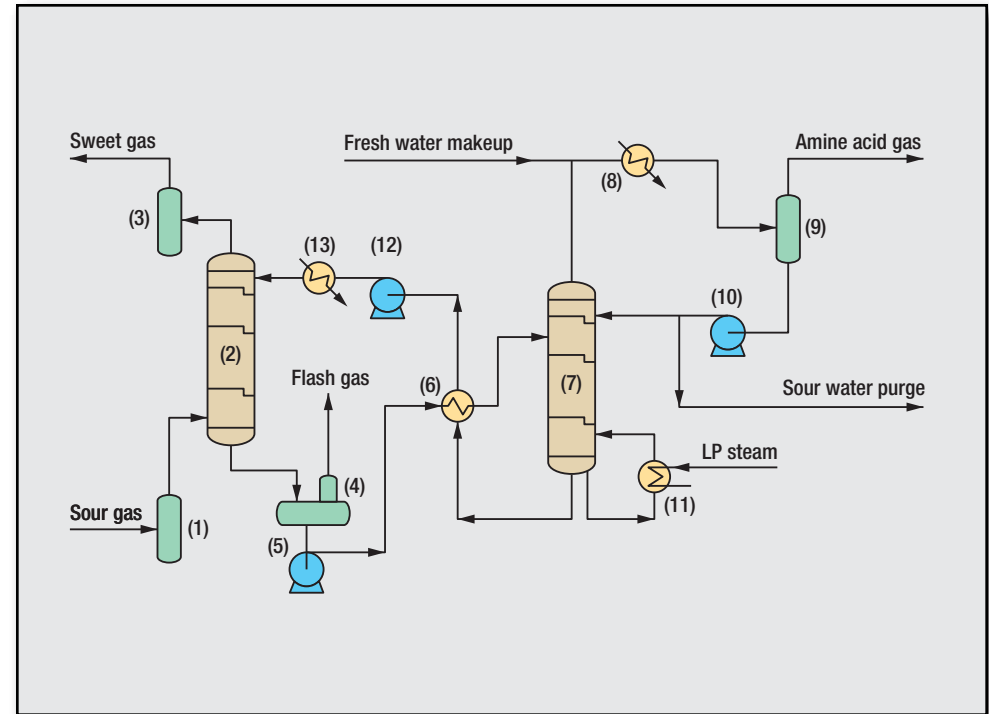 Sweet gas
Fresh water makeup
Amine acid gas
(3)
(8)
(9)
(13)
(12)
(10)
(2)
Flash gas
(6)
(7)
Sour water purge
LP steam
(4)
(11)
Sour gas
(1)
(5)